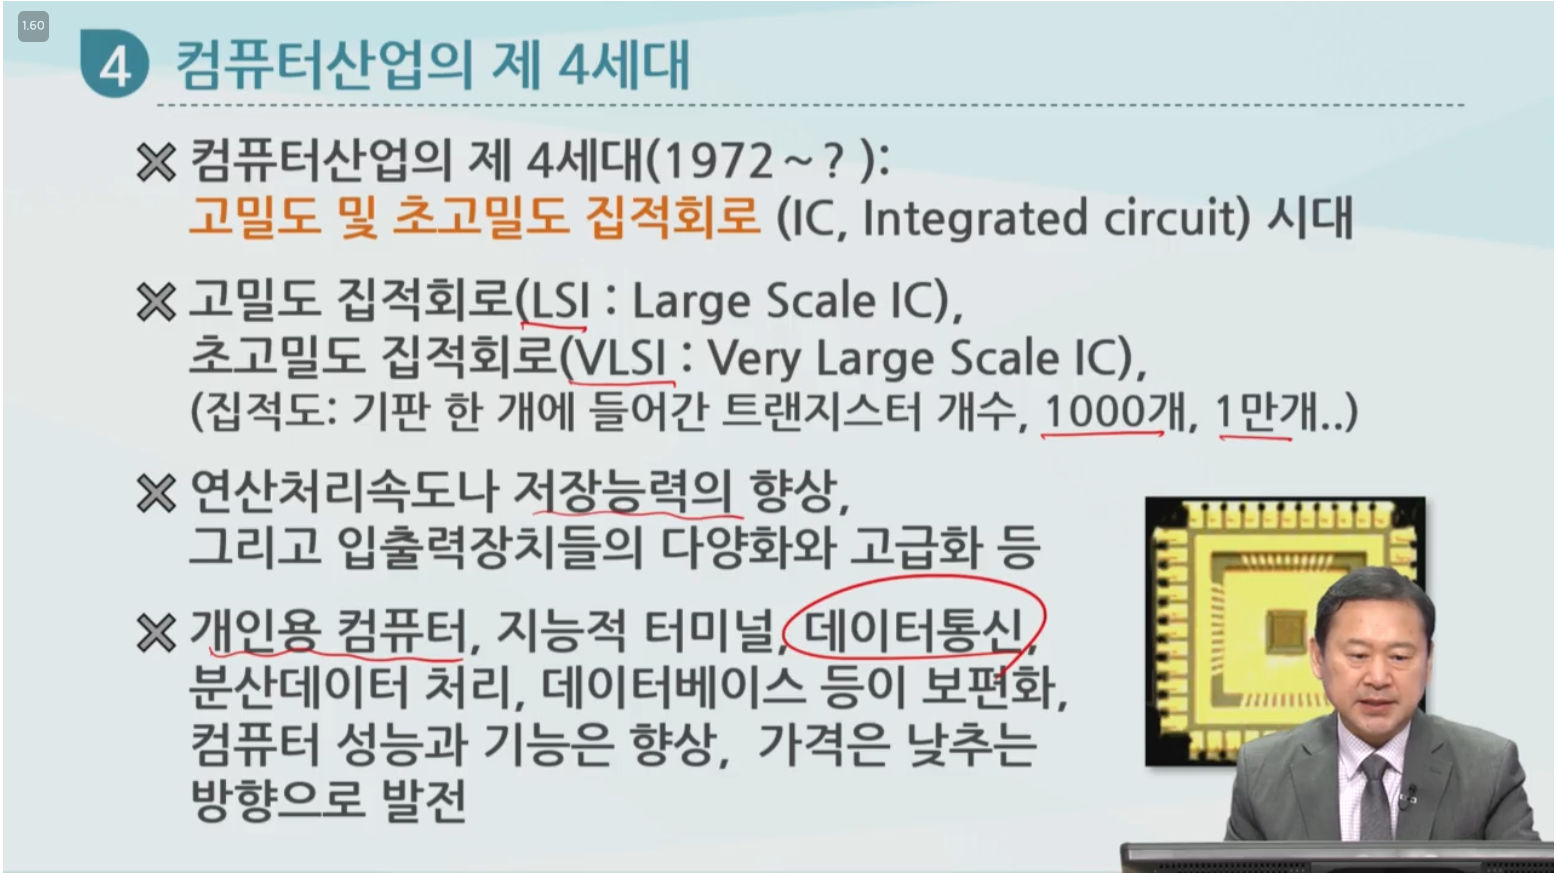 1.60
4 컴퓨터산업의 제 4세대
컴퓨터산업의 제 4세대(1972~? ):
고밀도 및 초고밀도 집적회로 (IC, Integrated circuit) 시대
고밀도 집적회로(LSI : Large Scale IC),
초고밀도 집적회로(VLSI : Very Large Scale IC),
(집적도: 기판 한 개에 들어간 트랜지스터 개수, 1000개, 1만개..)
연산처리속도나 저장능력의 향상,
그리고 입출력장치들의 다양화와 고급화 등
개인용 컴퓨터, 지능적 터미널, 데이터통신,
분산데이터 처리, 데이터베이스 등이 보편화,
컴퓨터 성능과 기능은 향상, 가격은 낮추는
방향으로 발전